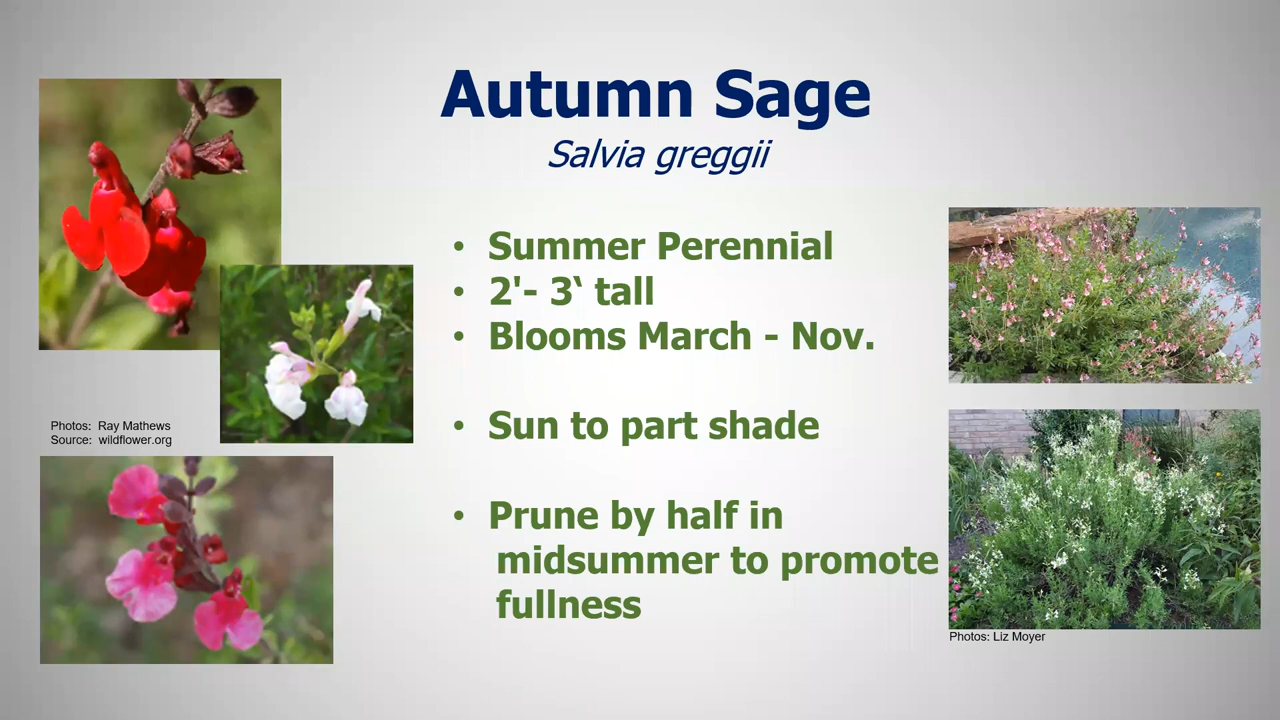 Autumn Sage
Salvia greggii
• Summer Perennial
• 2'- 3‘ tall
• Blooms March - Nov.
• Sun to part shade
• Prune by half in
midsummer to promote
fullness
Photos: Ray Mathews
Source: wildflower.org
Photos: Liz Moyer